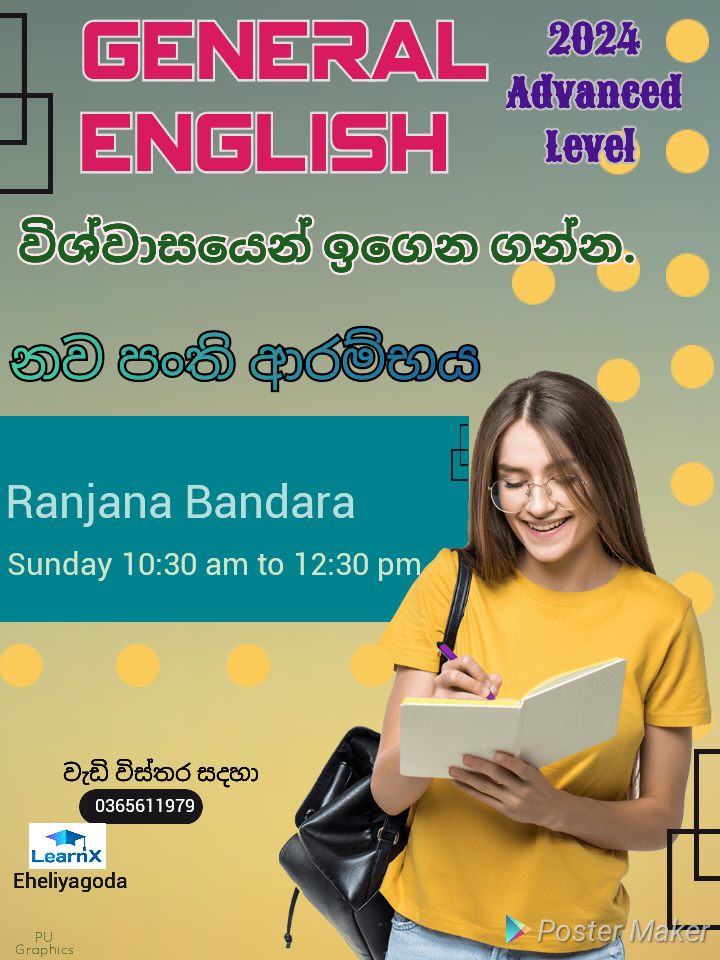 GENERAL
ENGLISH
2024
Advanced
Level
විශ්වාසයෙන් ඉගෙන ගන්න.
නව පංති ආරම්භය
Ranjana Bandara
Sunday 10:30 am to 12:30 pm
වැඩි විස්තර සදහා
0365611979
LearnX
Eheliyagoda
PU
Graphics
Poster Maker